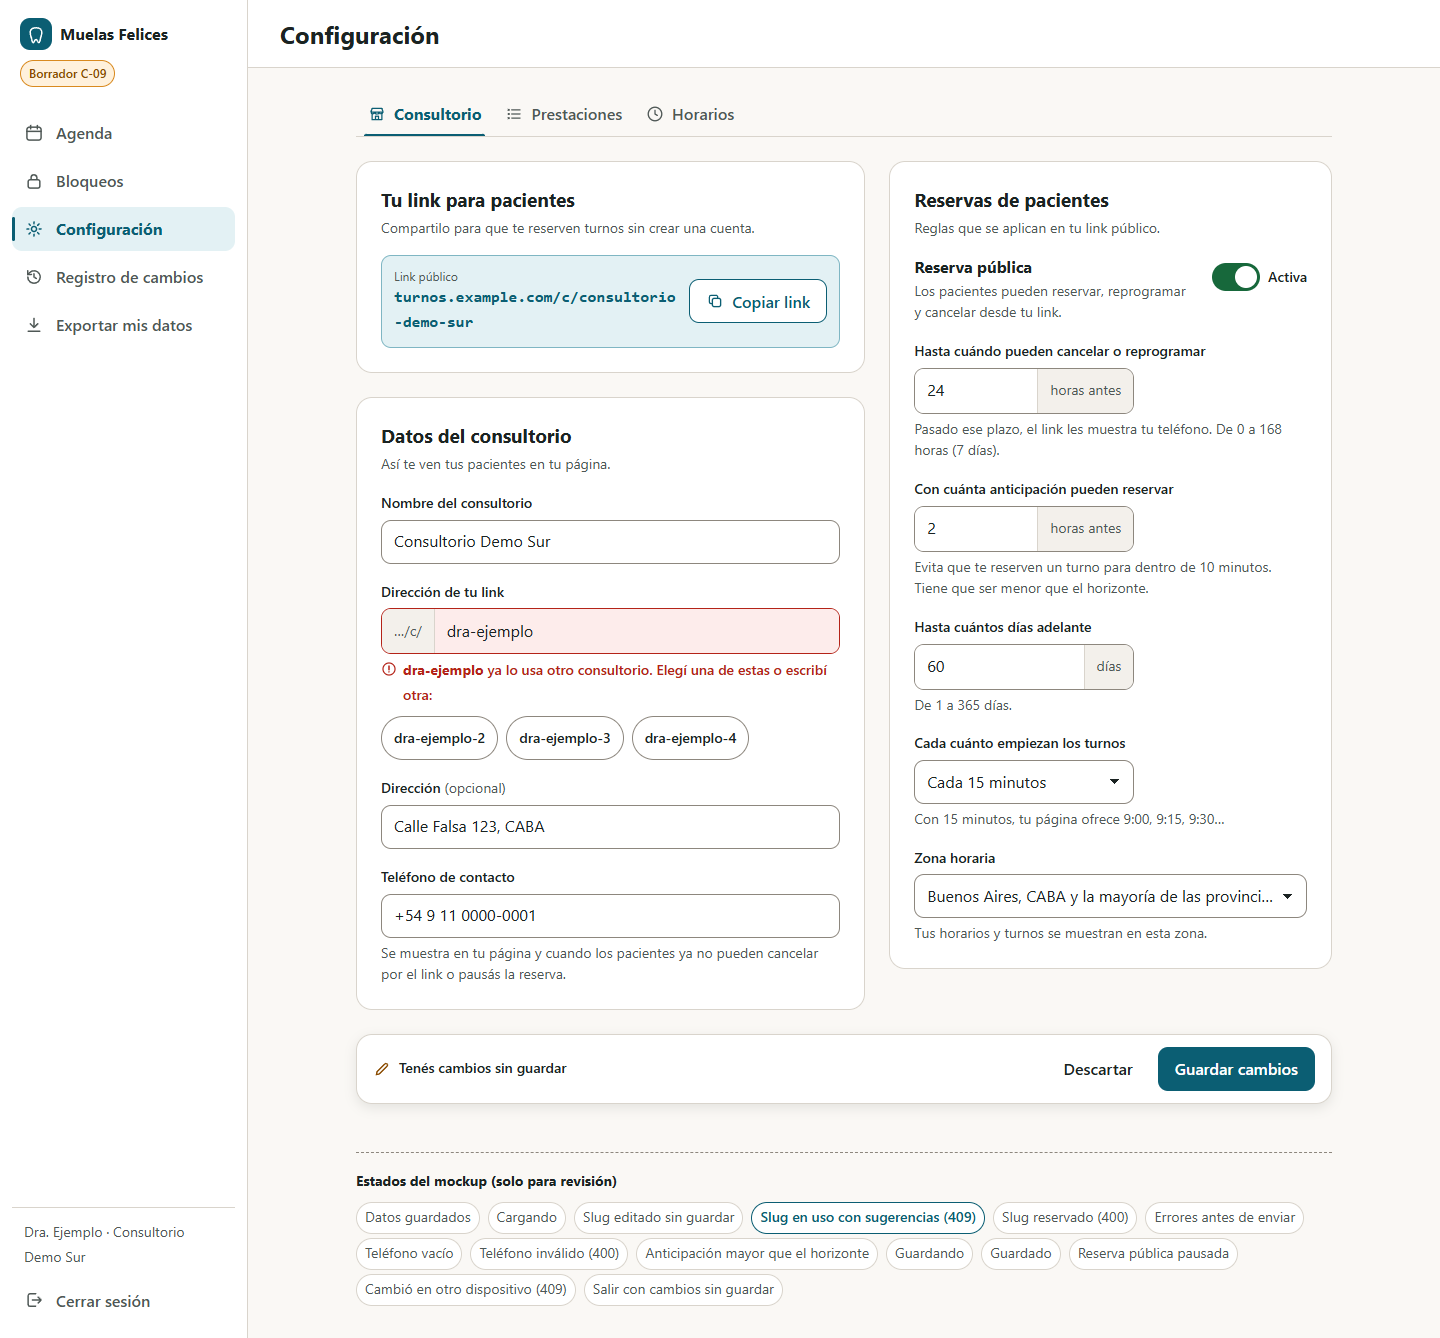 Muelas Felices
Borrador C-09
Agenda
Bloqueos
Configuración
Registro de cambios
Exportar mis datos
Dra. Ejemplo · Consultorio
Demo Sur
Cerrar sesión
Configuración
Consultorio
Prestaciones
Horarios
Tu link para pacientes
Compartilo para que te reserven turnos sin crear una cuenta.
Link público
turnos.example.com/c/consultorio
-demo-sur
Copiar link
Datos del consultorio
Así te ven tus pacientes en tu página.
Nombre del consultorio
Consultorio Demo Sur
Dirección de tu link
.../c/
dra-ejemplo
dra-ejemplo ya lo usa otro consultorio. Elegí una de estas o escribí
otra:
dra-ejemplo-2
dra-ejemplo-3
dra-ejemplo-4
Dirección (opcional)
Calle Falsa 123, CABA
Teléfono de contacto
+54 9 11 0000-0001
Se muestra en tu página y cuando los pacientes ya no pueden cancelar
por el link o pausás la reserva.
Reservas de pacientes
Reglas que se aplican en tu link público.
Reserva pública
Los pacientes pueden reservar, reprogramar
y cancelar desde tu link.
Activa
Hasta cuándo pueden cancelar o reprogramar
24
horas antes
Pasado ese plazo, el link les muestra tu teléfono. De 0 a 168
horas (7 días).
Con cuánta anticipación pueden reservar
2
horas antes
Evita que te reserven un turno para dentro de 10 minutos.
Tiene que ser menor que el horizonte.
Hasta cuántos días adelante
60
días
De 1 a 365 días.
Cada cuánto empiezan los turnos
Cada 15 minutos
Con 15 minutos, tu página ofrece 9:00, 9:15, 9:30...
Zona horaria
Buenos Aires, CABA y la mayoría de las provinci...
Tus horarios y turnos se muestran en esta zona.
Tenés cambios sin guardar
Descartar
Guardar cambios
Estados del mockup (solo para revisión)
Datos guardados
Cargando
Slug editado sin guardar
Slug en uso con sugerencias (409)
Slug reservado (400)
Errores antes de enviar
Teléfono vacío
Teléfono inválido (400)
Anticipación mayor que el horizonte
Guardando
Guardado
Reserva pública pausada
Cambió en otro dispositivo (409)
Salir con cambios sin guardar